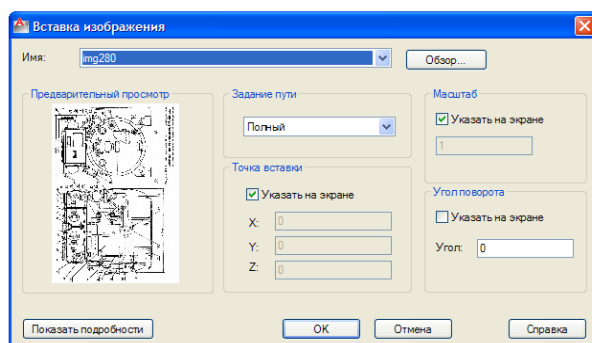 Вставка изображения
Имя: img280 Обзор...
Предварительный просмотр
Задание пути
Полный
Масштаб
Указать на экране
1
Точка вставки
Указать на экране
X: 0
Y: 0
Z: 0
Угол поворота
Указать на экране
Угол: 0
Показать подробности OK Отмена Справка